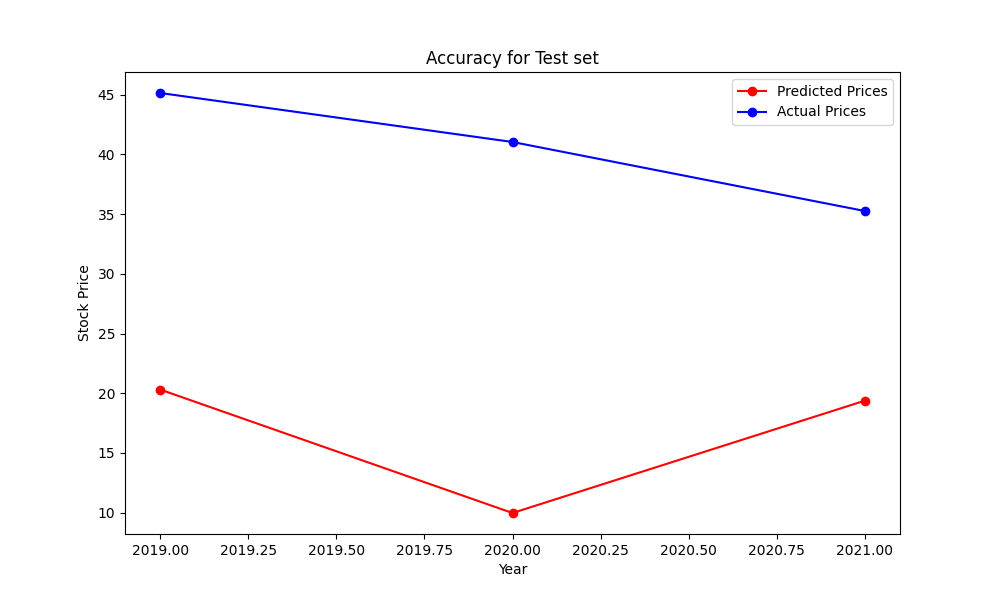 Accuracy for Test set
Predicted Prices
Actual Prices
Stock Price
45
40
35
30
25
20
15
10
2019.00 2019.25 2019.50 2019.75 2020.00 2020.25 2020.50 2020.75 2021.00
Year